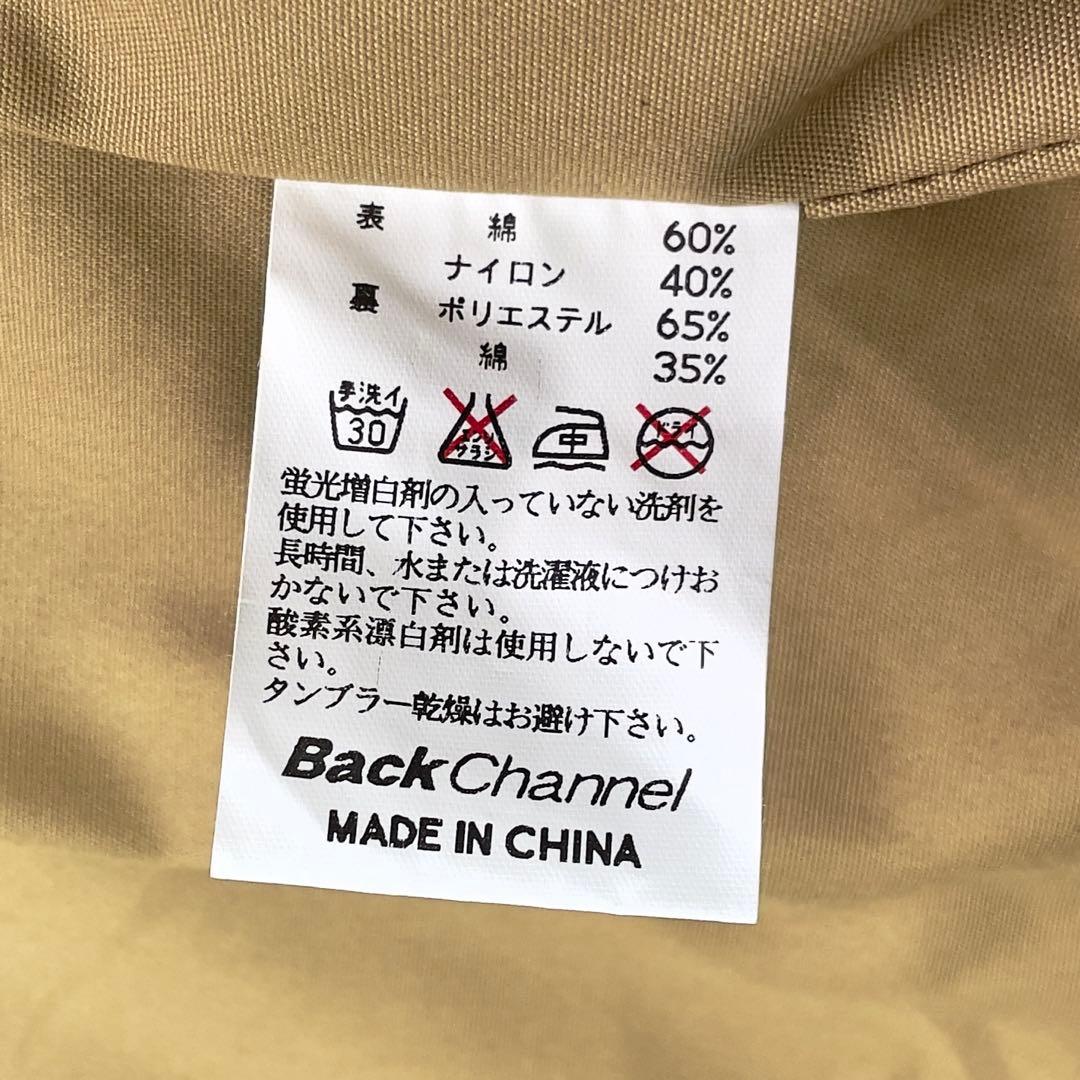 表 綿 60%
ナイロン 40%
裏 ポリエステル 65%
綿 35%
手洗イ 30 エンソサラシ 中 ドライ
蛍光増白剤の入っていない洗剤を
使用して下さい。
長時間、水または洗濯液につけお
かないで下さい。
酸素系漂白剤は使用しないで下
さい。
タンブラー乾燥はお避け下さい。
BackChannel
MADE IN CHINA